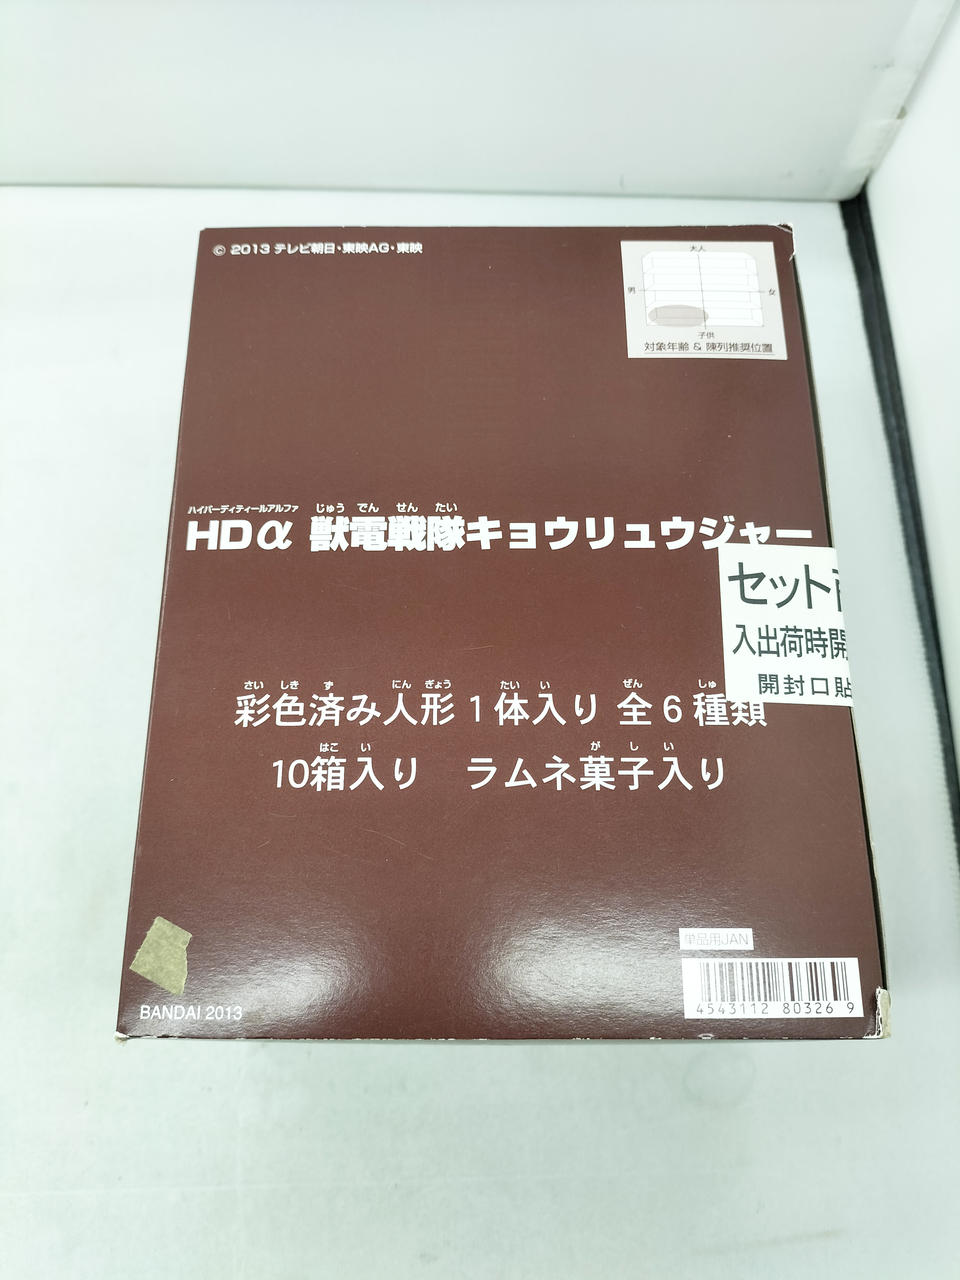 © 2013 テレビ朝日・東映AG・東映
大人
男
女
子供
対象年齢 & 陳列推奨位置
ハイパーディティールアルファ じゅう でん せん たい
HDα 獣電戦隊キョウリュウジャー
セット
入出荷時開
開封口貼
さい しき ず にん ぎょう たい い ぜん しゅ
彩色済み人形 1体入り 全6種類
はこ い が し い
10箱入り ラムネ菓子入り
単品用JAN
4543112 80326 9
BANDAI 2013